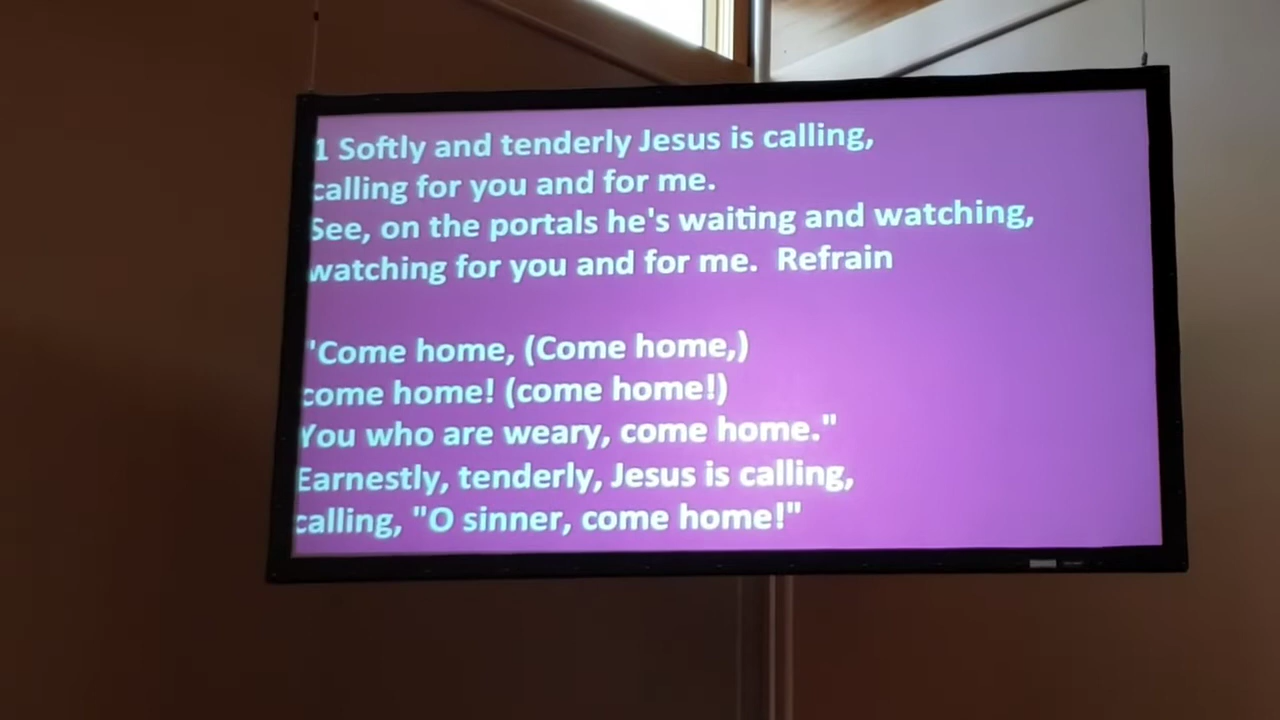 1 Softly and tenderly Jesus is calling,
calling for you and for me.
See, on the portals he's waiting and watching,
watching for you and for me.  Refrain
"Come home, (Come home,)
come home! (come home!)
You who are weary, come home."
Earnestly, tenderly, Jesus is calling,
calling, "O sinner, come home!"